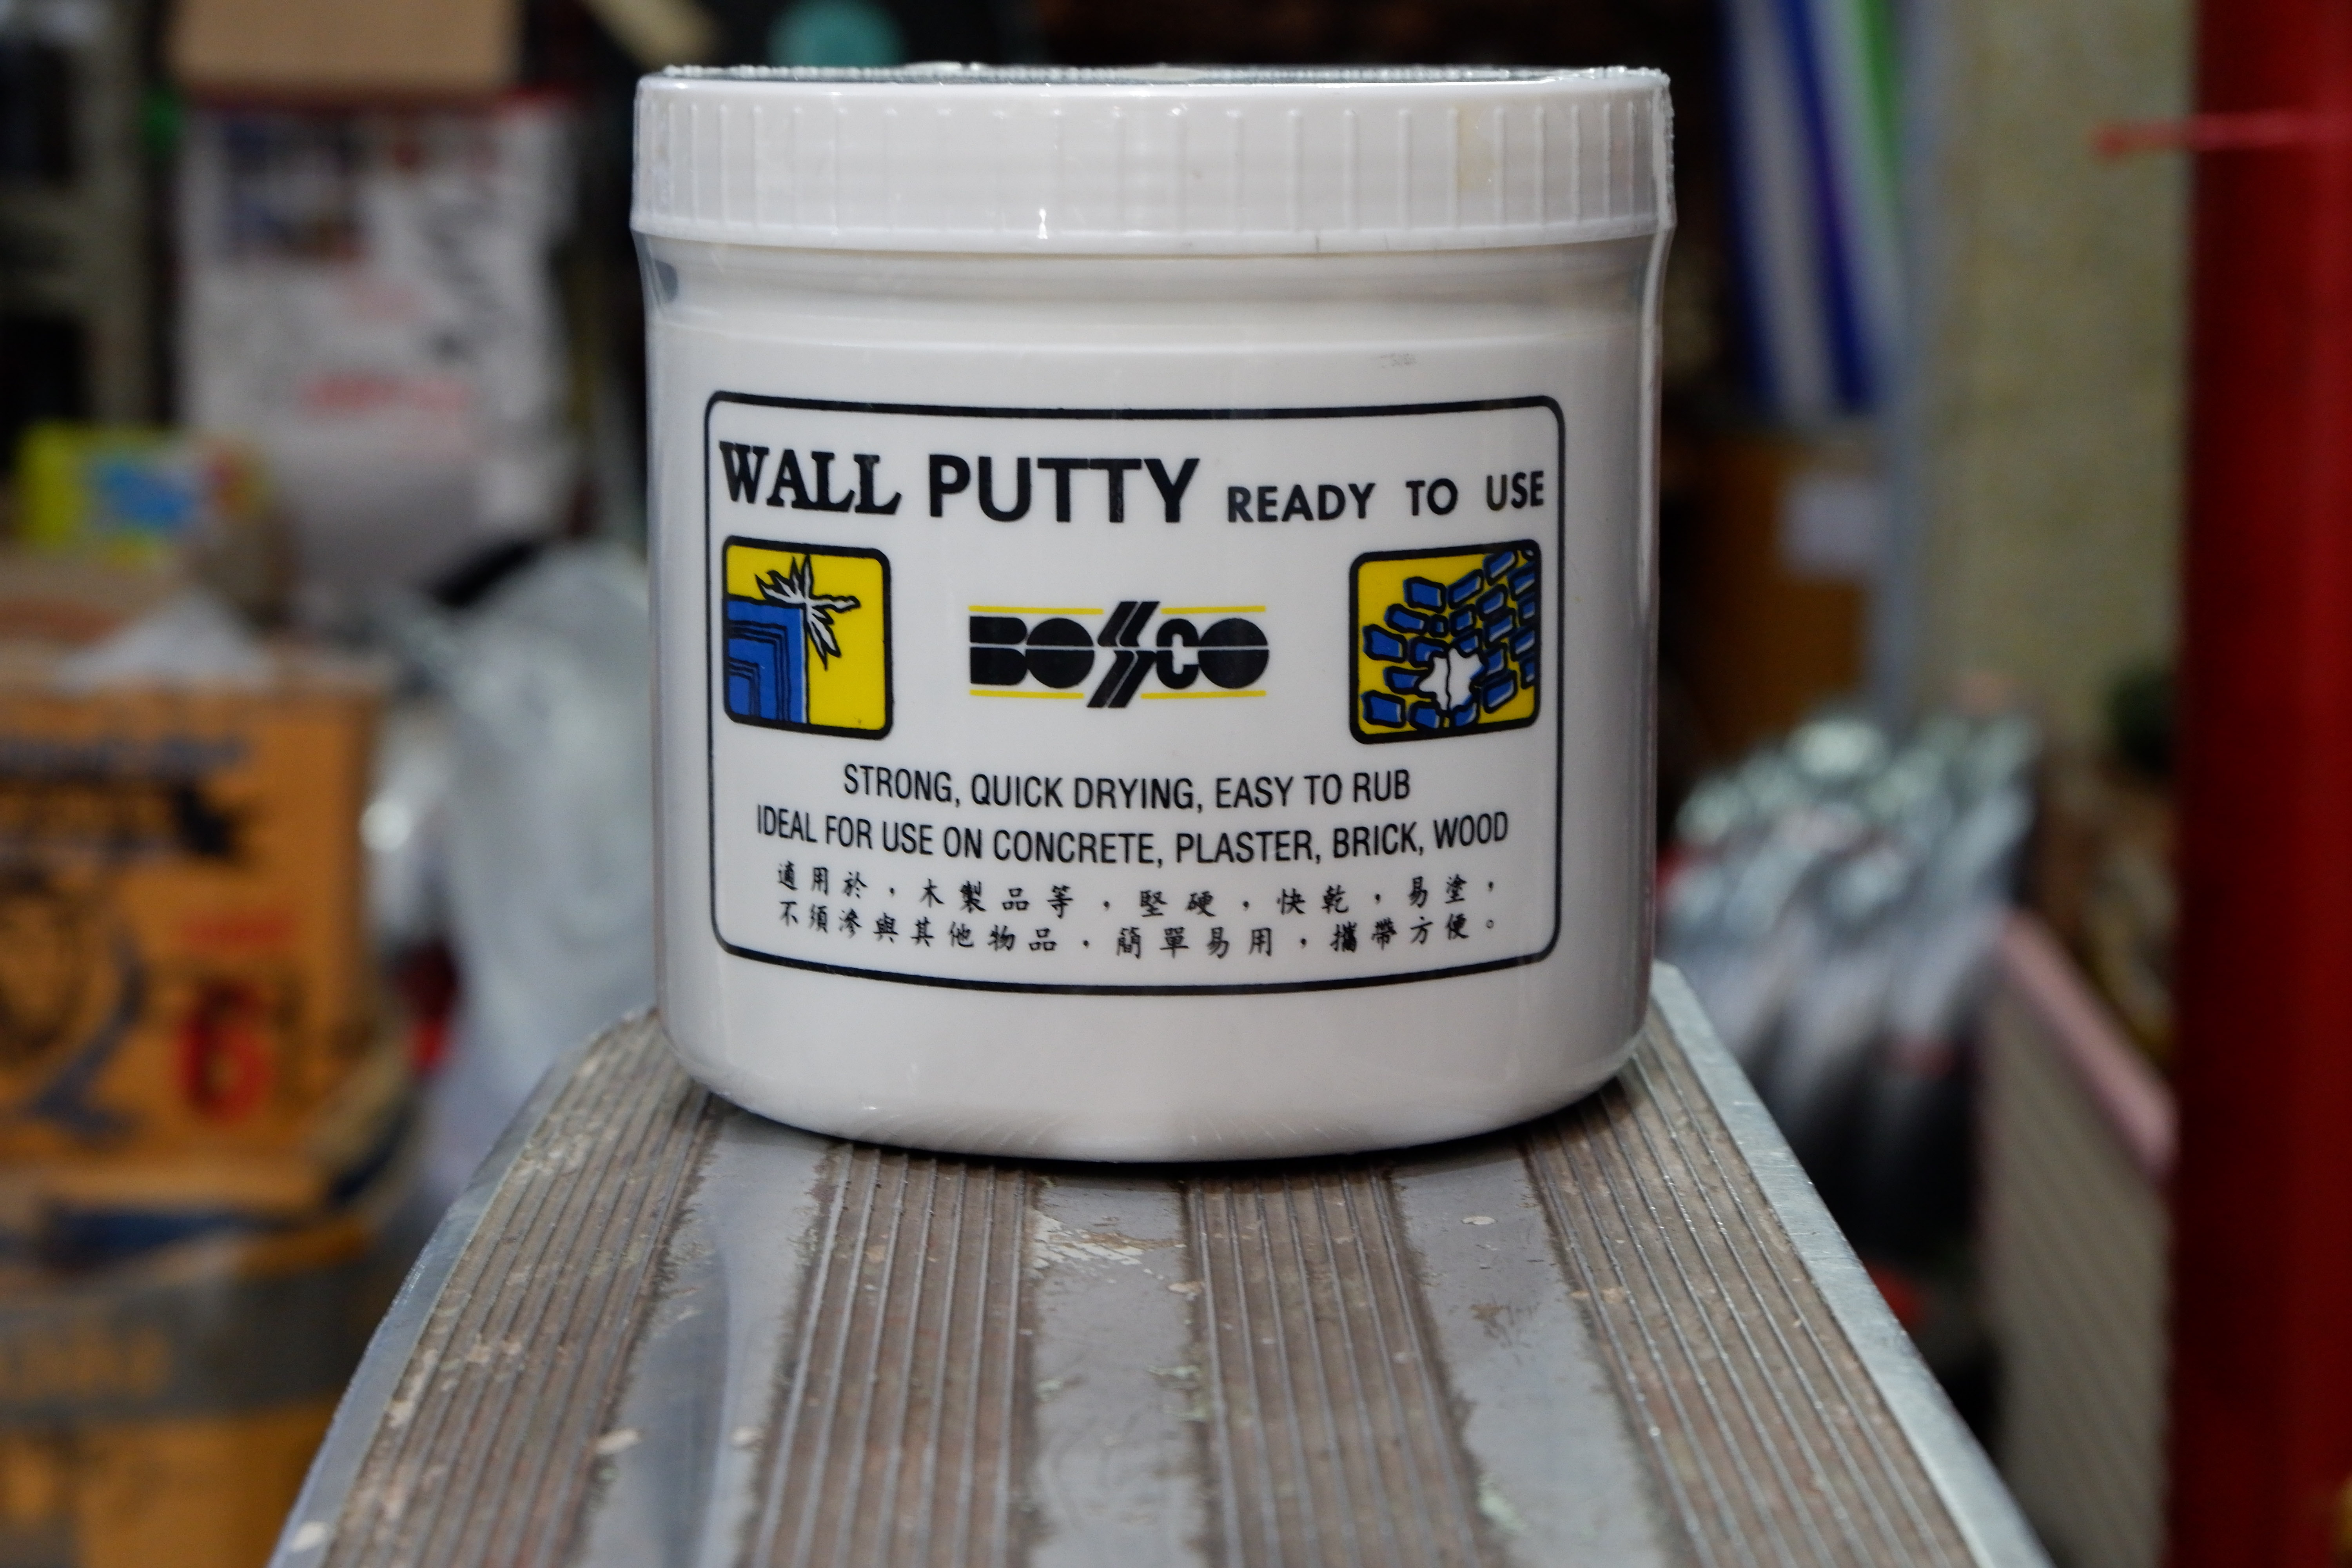 WALL PUTTY READY TO USE
BOSSCO
STRONG, QUICK DRYING, EASY TO RUB
IDEAL FOR USE ON CONCRETE, PLASTER, BRICK, WOOD
適用於，木製品等，堅硬，快乾，易塗，
不須滲與其他物品，簡單易用，攜帶方便。
6